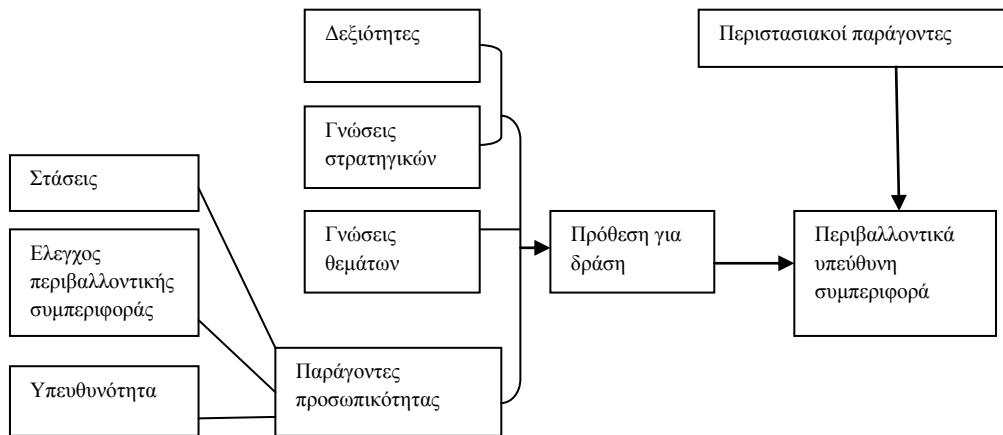 Δεξιότητες
Περιστασιακοί παράγοντες
Γνώσεις
στρατηγικών
Στάσεις
Γνώσεις
θεμάτων
Πρόθεση για
δράση
Περιβαλλοντικά
υπεύθυνη
συμπεριφορά
Ελεγχος
περιβαλλοντικής
συμπεριφοράς
Υπευθυνότητα
Παράγοντες
προσωπικότητας